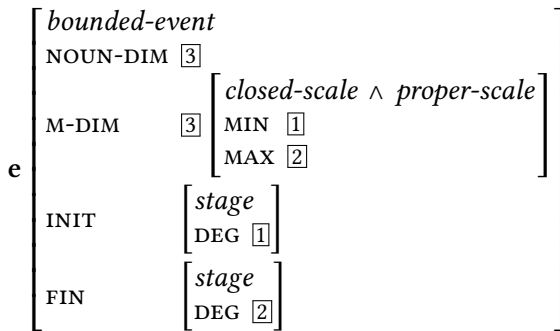 bounded-event
NOUN-DIM 3
closed-scale ∧ proper-scale
M-DIM 3 MIN 1
MAX 2
e
stage
INIT DEG 1
stage
FIN DEG 2